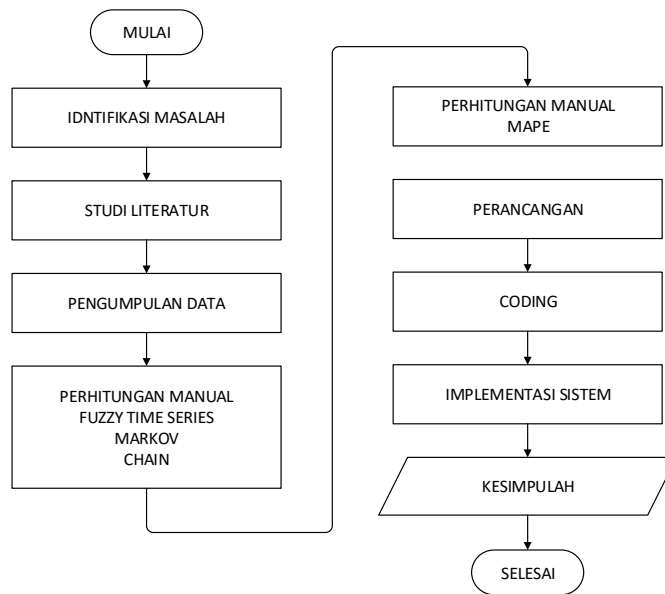 MULAI
IDNTIFIKASI MASALAH
STUDI LITERATUR
PENGUMPULAN DATA
PERHITUNGAN MANUAL
FUZZY TIME SERIES
MARKOV
CHAIN
PERHITUNGAN MANUAL
MAPE
PERANCANGAN
CODING
IMPLEMENTASI SISTEM
KESIMPULAH
SELESAI